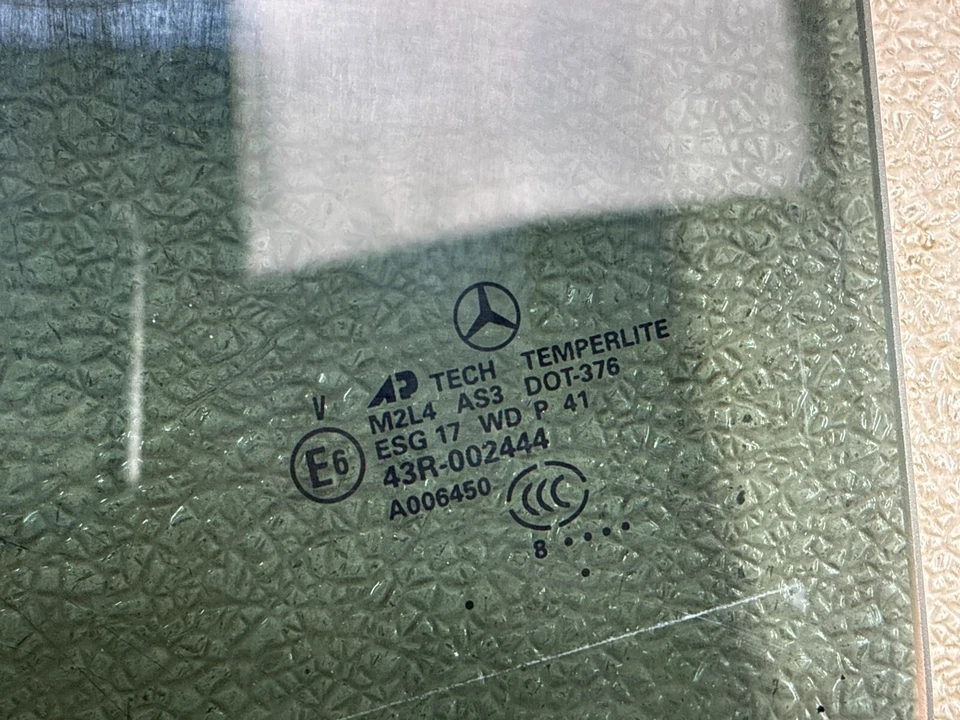 AP TECH TEMPERLITE
M2L4 AS3 DOT-376
V
ESG 17 WD P 41
E6
43R-002444
A006450
CCC
8 . . . .